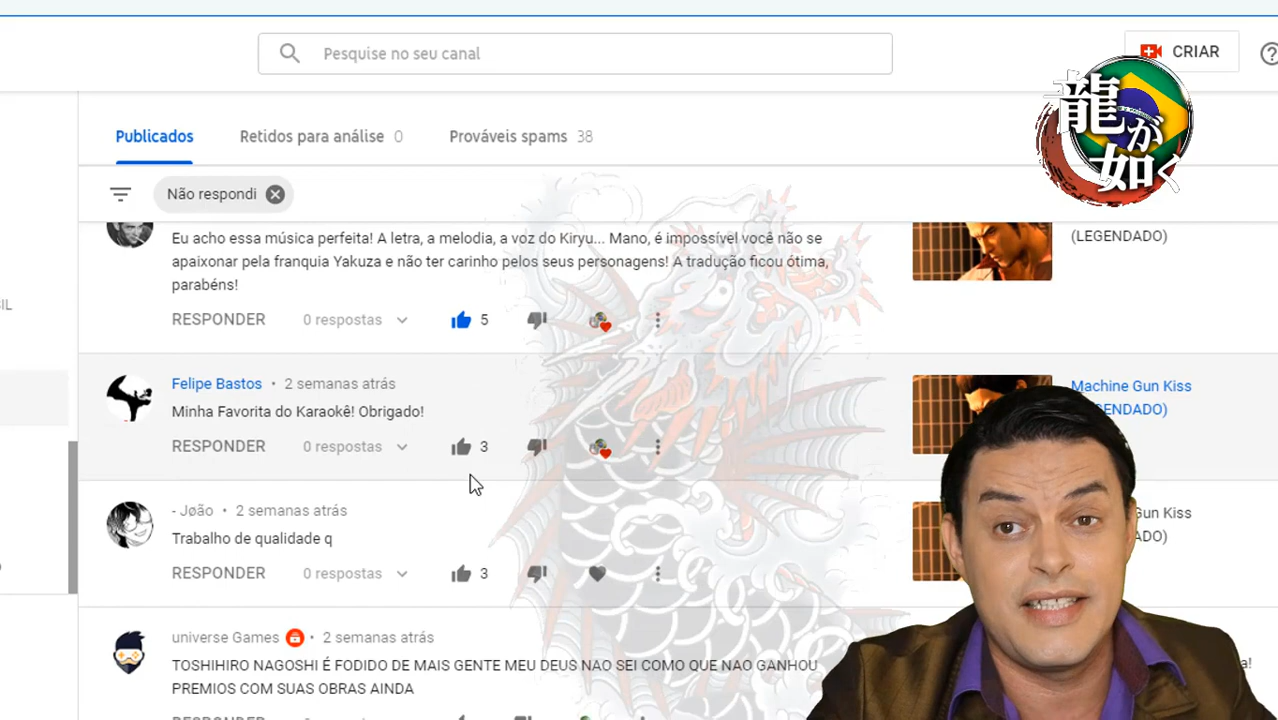 Pesquise no seu canal
CRIAR
龍が如く
Publicados Retidos para análise 0 Prováveis spams 38
Não respondi
Eu acho essa música perfeita! A letra, a melodia, a voz do Kiryu... Mano, é impossível você não se
apaixonar pela franquia Yakuza e não ter carinho pelos seus personagens! A tradução ficou ótima,
parabéns!
(LEGENDADO)
RESPONDER 0 respostas 5
Felipe Bastos • 2 semanas atrás
Minha Favorita do Karaokê! Obrigado!
Machine Gun Kiss
RESPONDER 0 respostas 3
- Jøão • 2 semanas atrás
Trabalho de qualidade q
Kiss
RESPONDER 0 respostas 3
universe Games • 2 semanas atrás
TOSHIHIRO NAGOSHI É FODIDO DE MAIS GENTE MEU DEUS NAO SEI COMO QUE NAO GANHOU
PREMIOS COM SUAS OBRAS AINDA